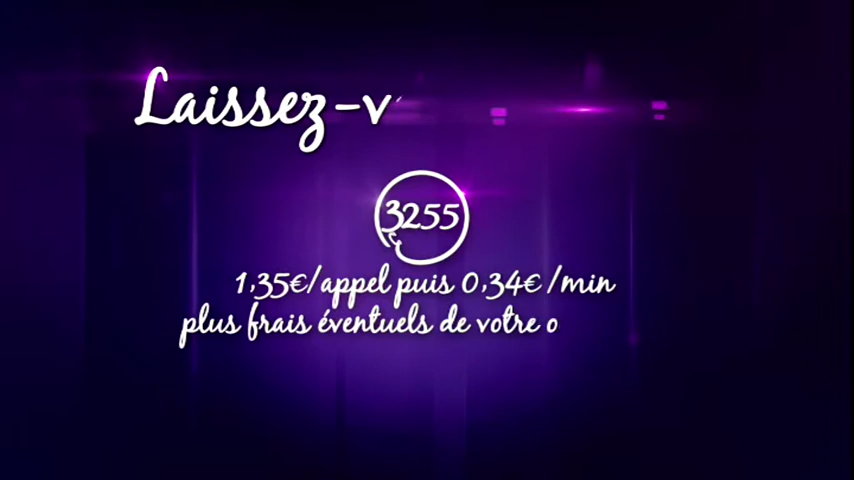 Laissez-v
3255
1,35€/appel puis 0,34€/min
plus frais éventuels de votre o